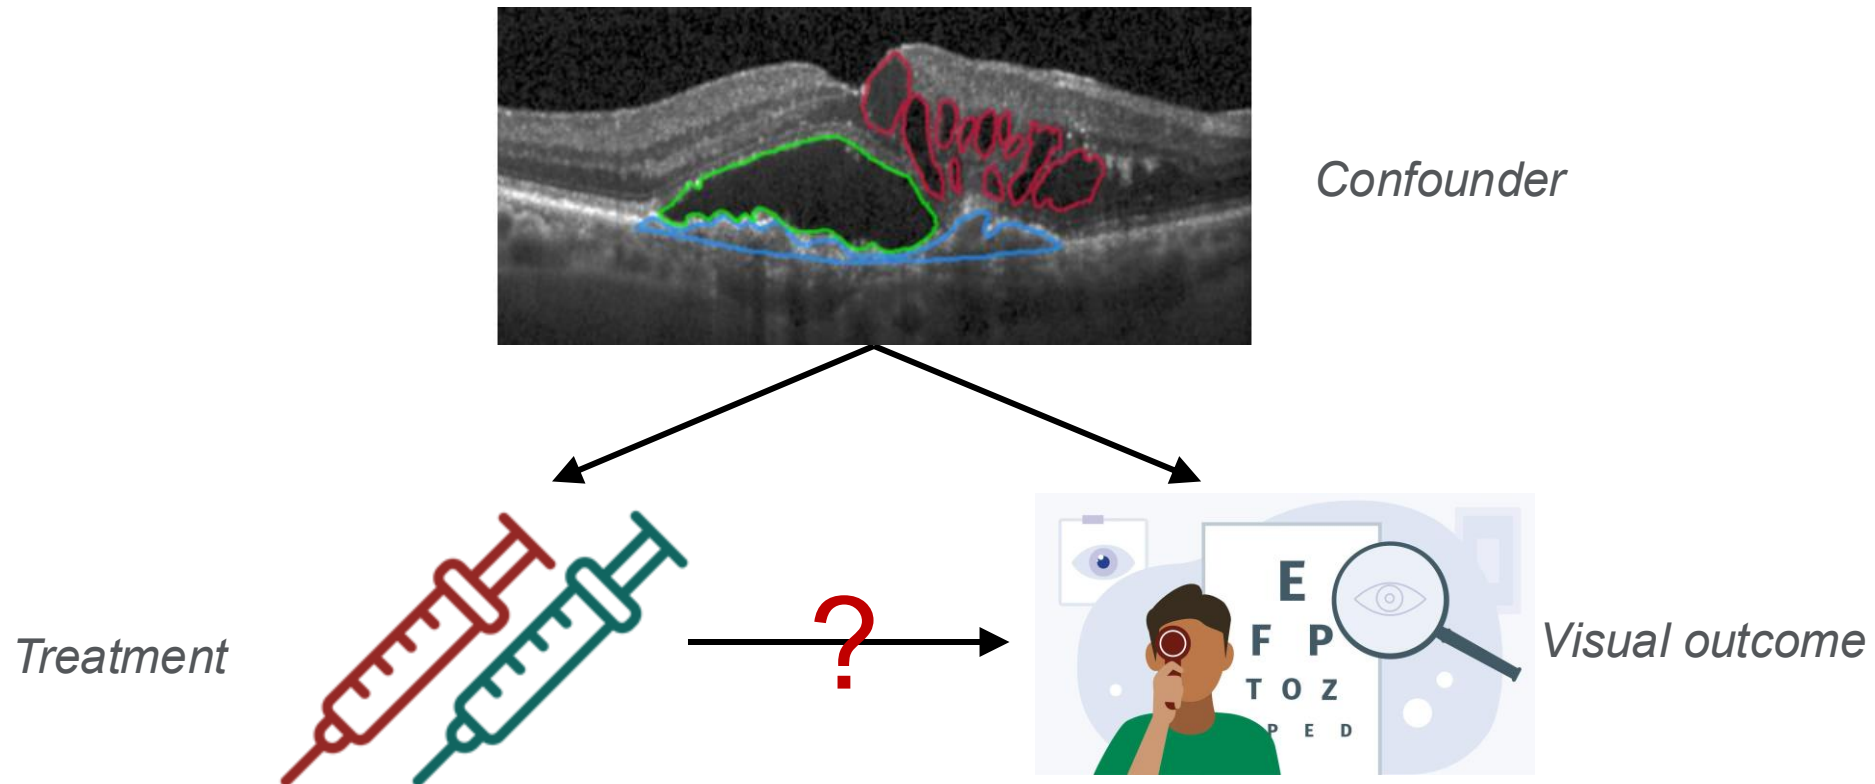 Confounder
Treatment
?
Visual outcome
E
F P
T O Z
P E D